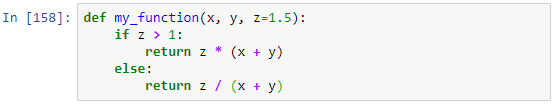 In [158]: def my_function(x, y, z=1.5):
    if z > 1:
        return z * (x + y)
    else:
        return z / (x + y)